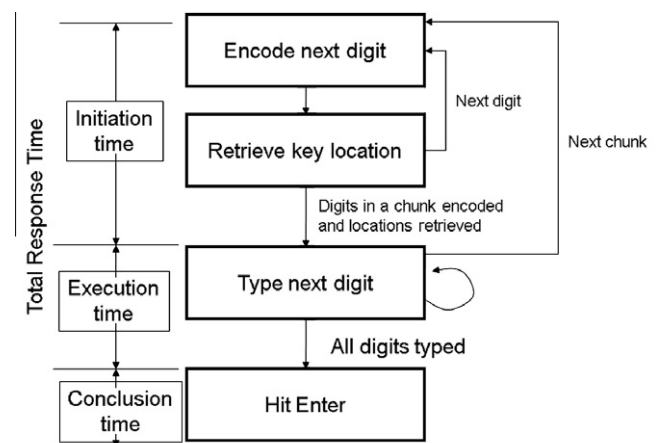 Encode next digit
Next digit
Initiation
time
Retrieve key location
Next chunk
Total Response Time
Digits in a chunk encoded
and locations retrieved
Execution
time
Type next digit
All digits typed
Conclusion
time
Hit Enter